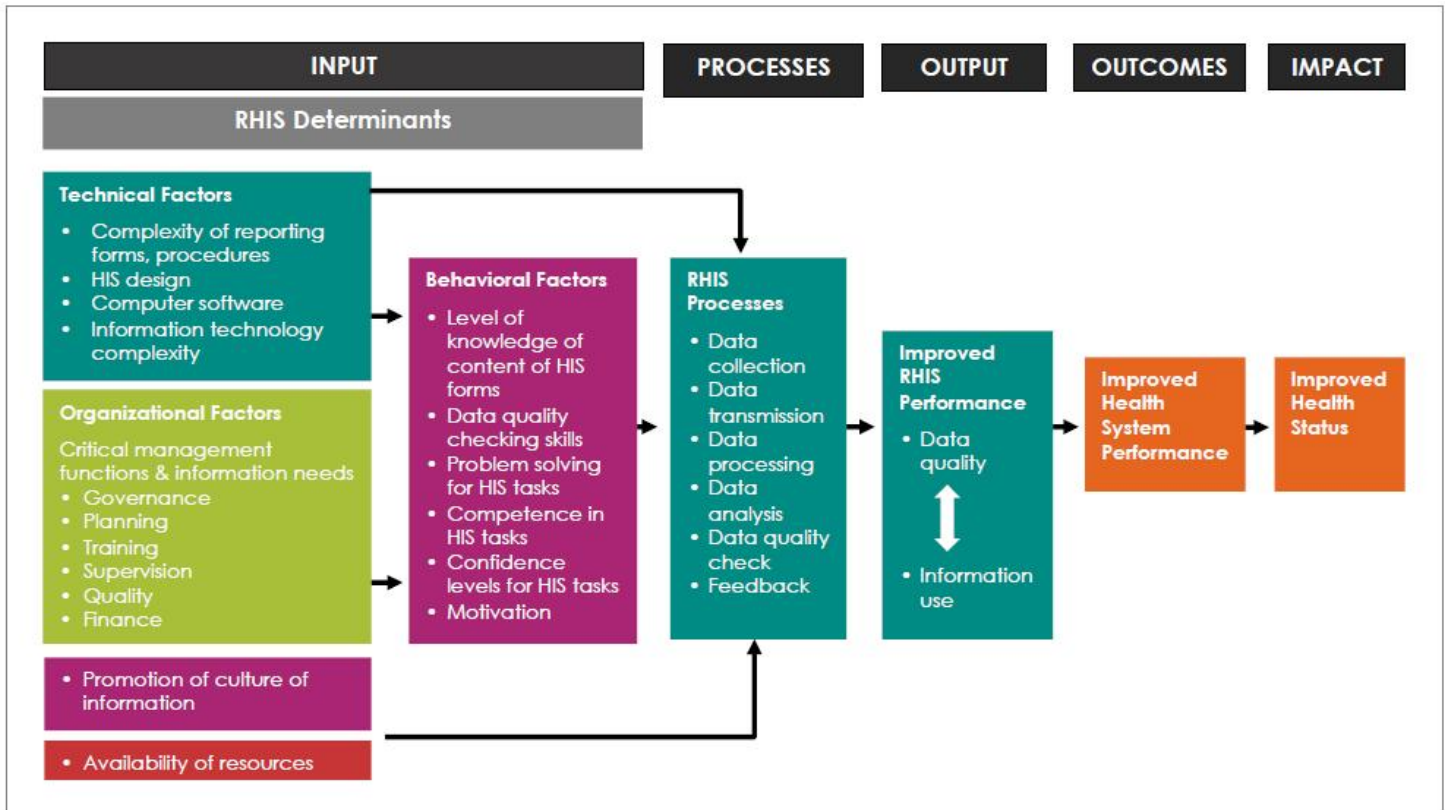 INPUT
PROCESSES
OUTPUT
OUTCOMES
IMPACT
RHIS Determinants
Technical Factors
• Complexity of reporting
forms, procedures
• HIS design
• Computer software
• Information technology
complexity
Organizational Factors
Critical management
functions & information needs
• Governance
• Planning
• Training
• Supervision
• Quality
• Finance
• Promotion of culture of
information
• Availability of resources
Behavioral Factors
• Level of
knowledge of
content of HIS
forms
• Data quality
checking skills
• Problem solving
for HIS tasks
• Competence in
HIS tasks
• Confidence
levels for HIS tasks
• Motivation
RHIS
Processes
• Data
collection
• Data
transmission
• Data
processing
• Data
analysis
• Data quality
check
• Feedback
Improved
RHIS
Performance
• Data
quality
• Information
use
Improved
Health
System
Performance
Improved
Health
Status